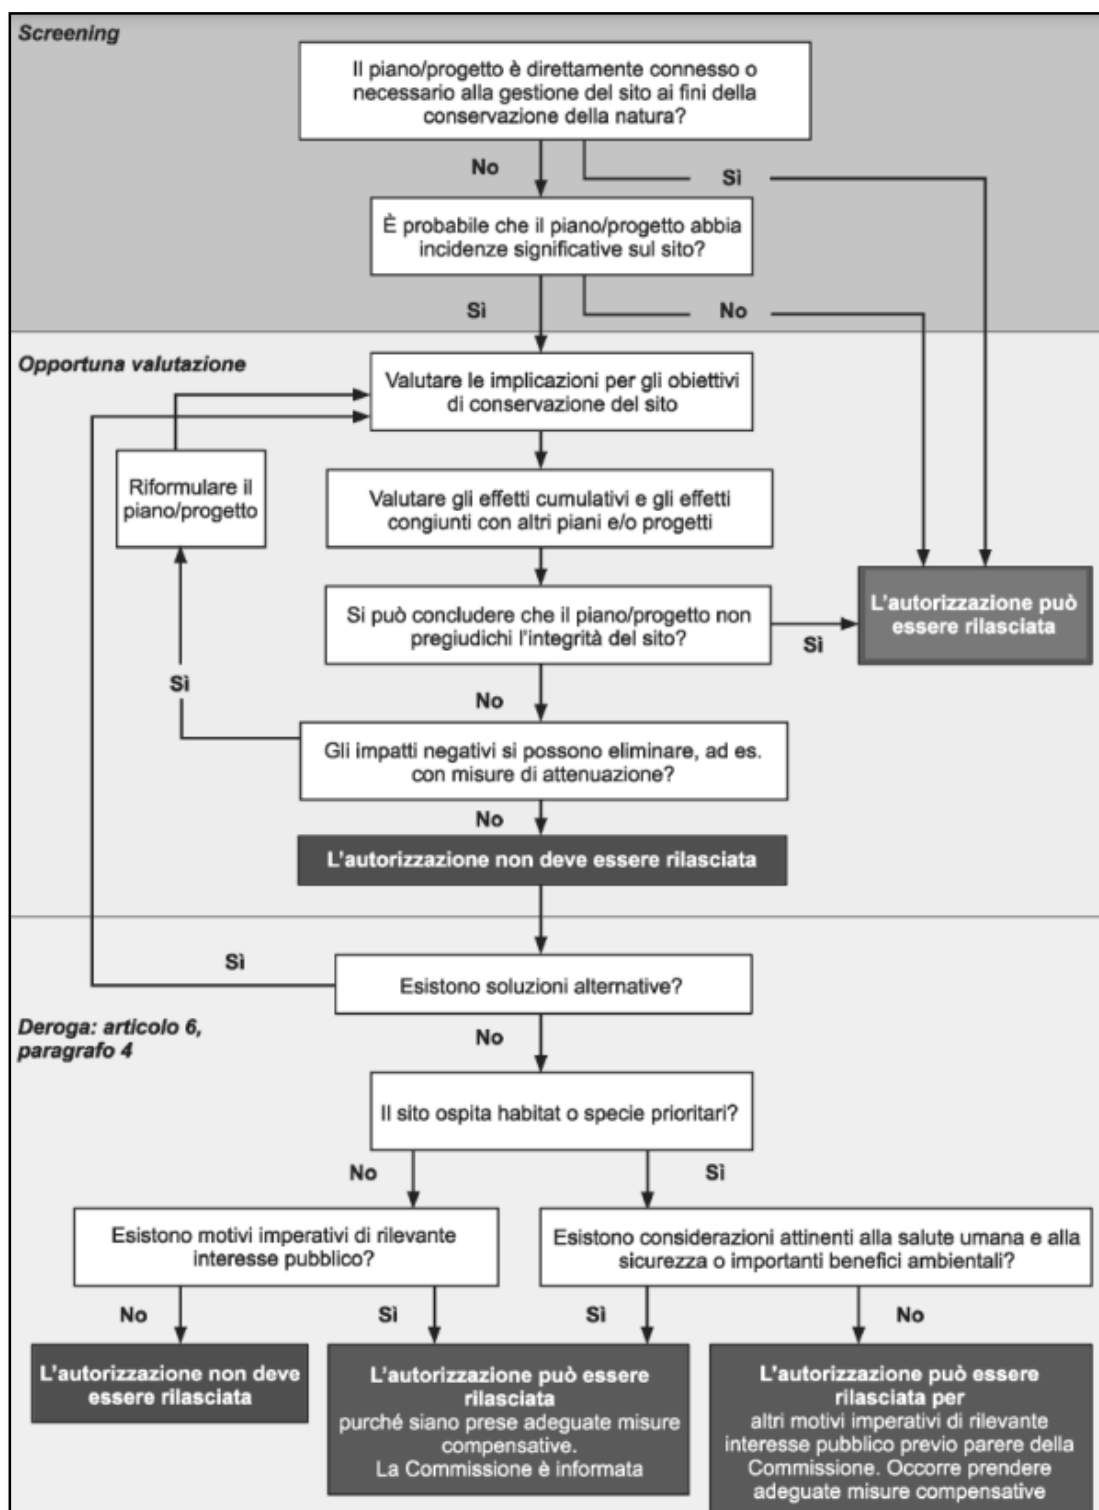 Screening
Il piano/progetto è direttamente connesso o
necessario alla gestione del sito ai fini della
conservazione della natura?
No
Sì
È probabile che il piano/progetto abbia
incidenze significative sul sito?
Sì
No
Opportuna valutazione
Valutare le implicazioni per gli obiettivi
di conservazione del sito
Riformulare il
piano/progetto
Valutare gli effetti cumulativi e gli effetti
congiunti con altri piani e/o progetti
Si può concludere che il piano/progetto non
pregiudichi l'integrità del sito?
Sì
L'autorizzazione può
essere rilasciata
Sì
No
Gli impatti negativi si possono eliminare, ad es.
con misure di attenuazione?
No
L'autorizzazione non deve essere rilasciata
Sì
Esistono soluzioni alternative?
Deroga: articolo 6,
paragrafo 4
No
Il sito ospita habitat o specie prioritari?
No
Sì
Esistono motivi imperativi di rilevante
interesse pubblico?
Esistono considerazioni attinenti alla salute umana e alla
sicurezza o importanti benefici ambientali?
No
Sì
Sì
No
L'autorizzazione non deve
essere rilasciata
L'autorizzazione può essere
rilasciata
purché siano prese adeguate misure
compensative.
La Commissione è informata
L'autorizzazione può essere
rilasciata per
altri motivi imperativi di rilevante
interesse pubblico previo parere della
Commissione. Occorre prendere
adeguate misure compensative